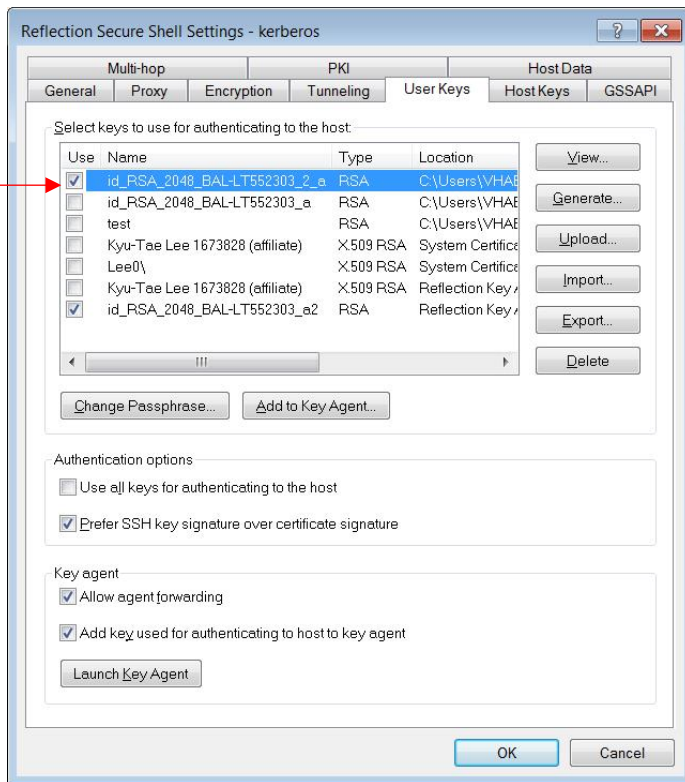 Reflection Secure Shell Settings - kerberos
Multi-hop PKI Host Data
General Proxy Encryption Tunneling User Keys Host Keys GSSAPI
Select keys to use for authenticating to the host:
Use Name Type Location
id_RSA_2048_BAL-LT552303_2_a RSA C:\Users\VHAE
id_RSA_2048_BAL-LT552303_a RSA C:\Users\VHAE
test RSA C:\Users\VHAE
Kyu-Tae Lee 1673828 (affiliate) X.509 RSA System Certifica
Lee0\ X.509 RSA System Certifica
Kyu-Tae Lee 1673828 (affiliate) X.509 RSA Reflection Key A
id_RSA_2048_BAL-LT552303_a2 RSA Reflection Key A
View...
Generate...
Upload...
Import...
Export...
Delete
Change Passphrase... Add to Key Agent...
Authentication options
Use all keys for authenticating to the host
Prefer SSH key signature over certificate signature
Key agent
Allow agent forwarding
Add key used for authenticating to host to key agent
Launch Key Agent
OK Cancel